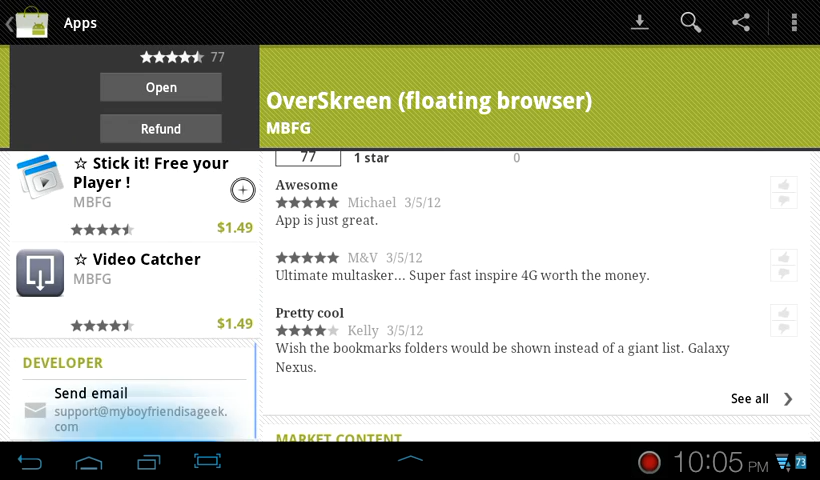 Apps
77
Open
Refund
OverSkreen (floating browser)
MBFG
☆ Stick it! Free your
Player !
MBFG
$1.49
☆ Video Catcher
MBFG
$1.49
DEVELOPER
Send email
support@myboyfriendisageek.
com
77
1 star 0
Awesome
Michael 3/5/12
App is just great.
M&V 3/5/12
Ultimate multasker... Super fast inspire 4G worth the money.
Pretty cool
Kelly 3/5/12
Wish the bookmarks folders would be shown instead of a giant list. Galaxy
Nexus.
See all
MARKET CONTENT
10:05 PM
73